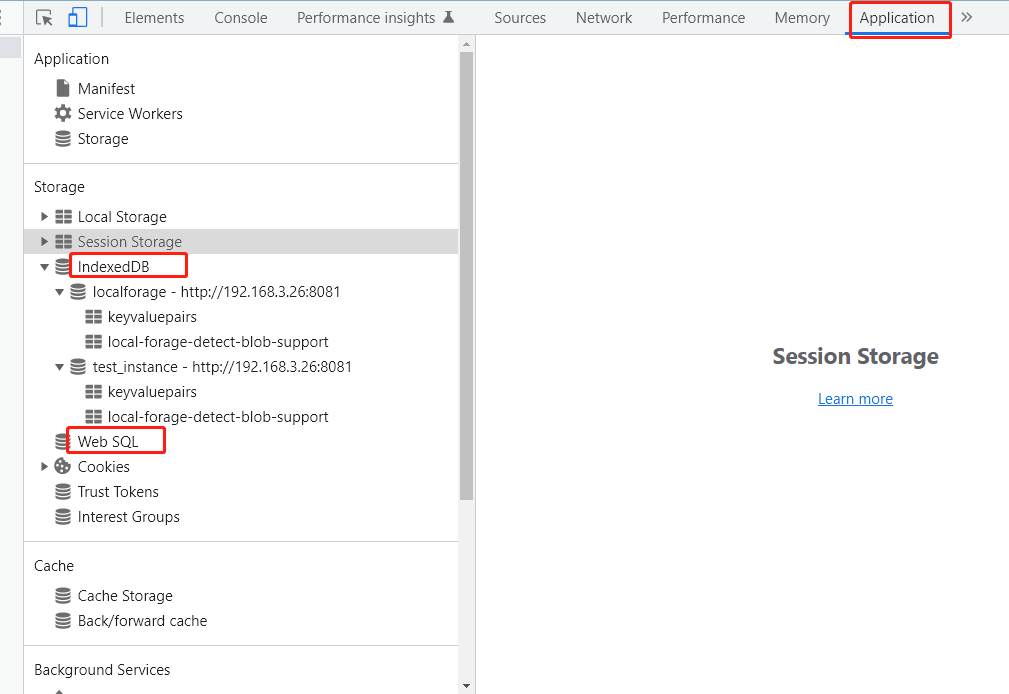 Elements Console Performance insights Sources Network Performance Memory Application
Application
Manifest
Service Workers
Storage
Storage
Local Storage
Session Storage
IndexedDB
localforage - http://192.168.3.26:8081
keyvaluepairs
local-forage-detect-blob-support
test_instance - http://192.168.3.26:8081
keyvaluepairs
local-forage-detect-blob-support
Web SQL
Cookies
Trust Tokens
Interest Groups
Cache
Cache Storage
Back/forward cache
Background Services
Session Storage
Learn more